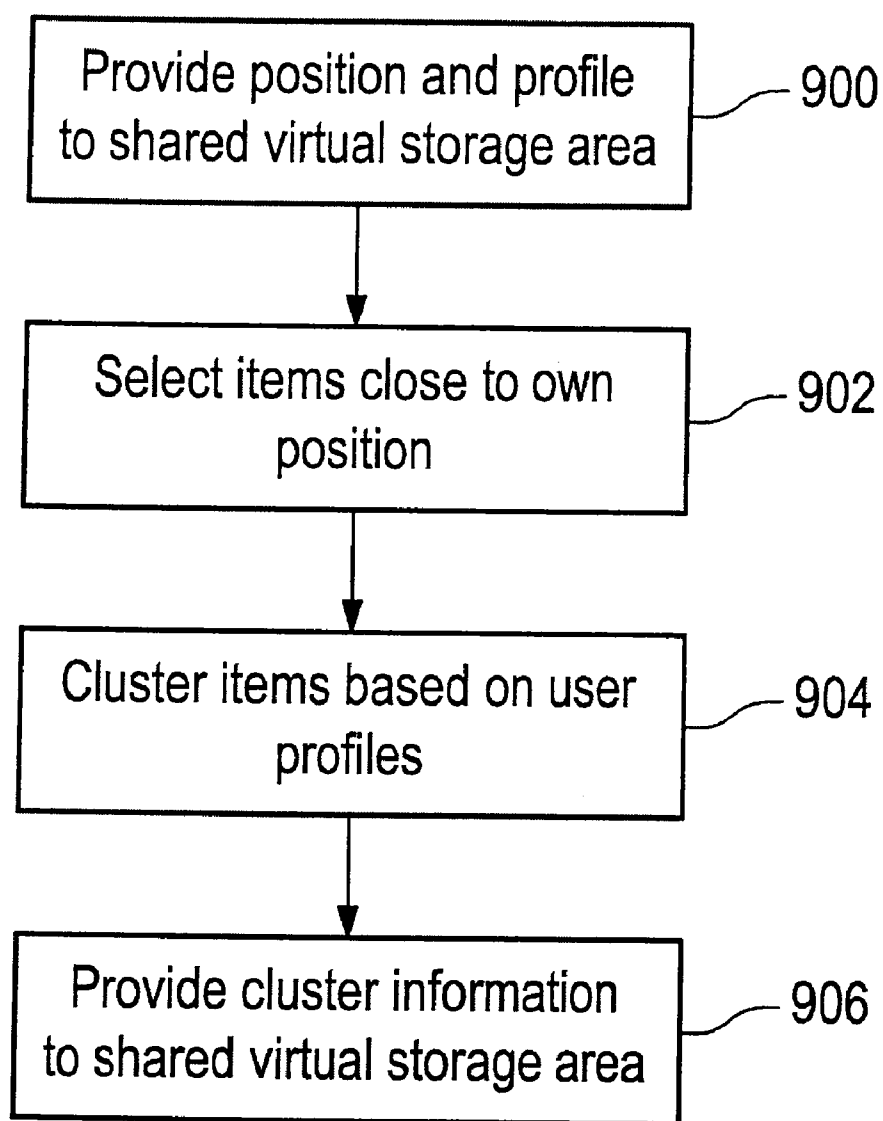 Provide position and profile
to shared virtual storage area
900
Select items close to own
position
902
Cluster items based on user
profiles
904
Provide cluster information
to shared virtual storage area
906